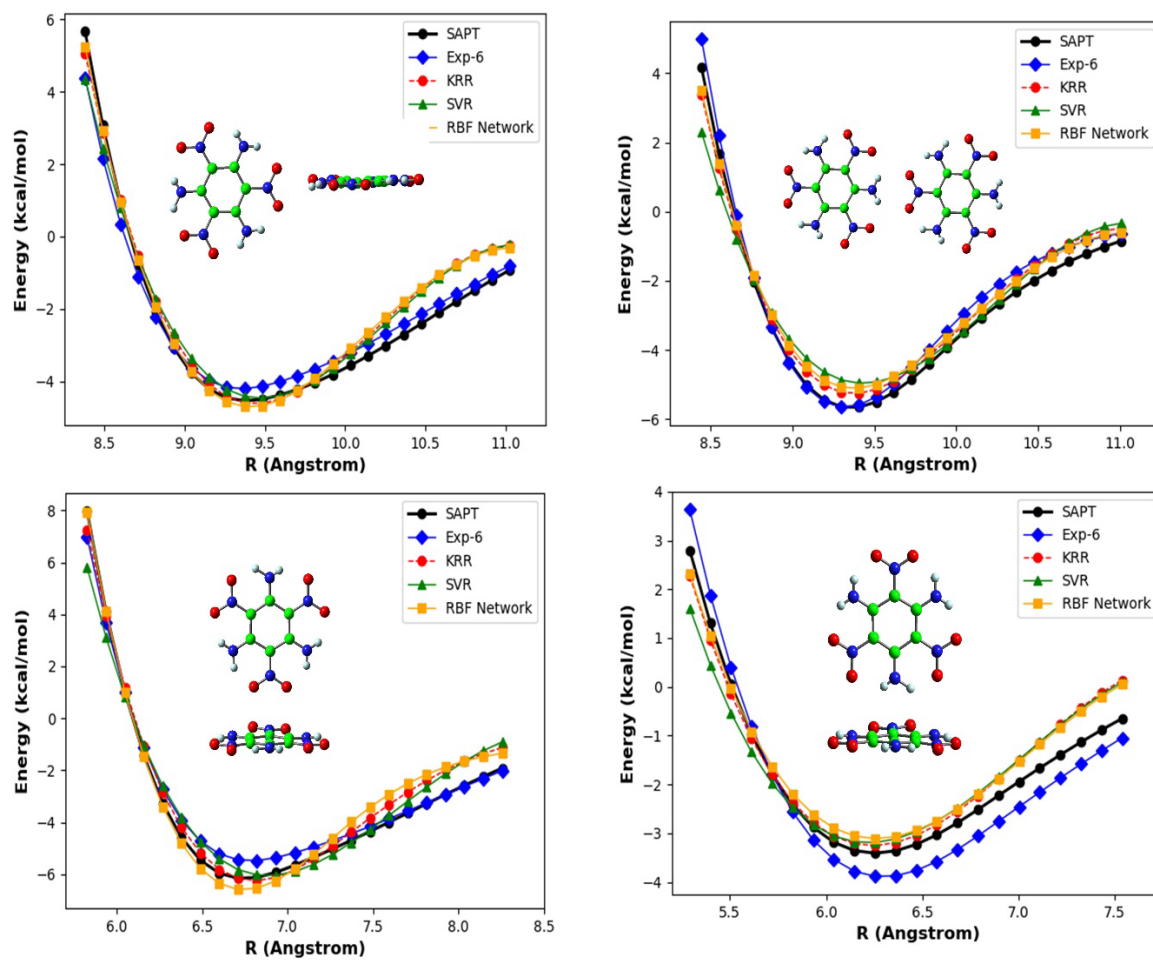 6
4
2
0
−2
−4
Energy (kcal/mol)
SAPT
Exp-6
KRR
SVR
RBF Network
8.5 9.0 9.5 10.0 10.5 11.0
R (Angstrom)
4
2
0
−2
−4
−6
Energy (kcal/mol)
SAPT
Exp-6
KRR
SVR
RBF Network
8.5 9.0 9.5 10.0 10.5 11.0
R (Angstrom)
8
6
4
2
0
−2
−4
−6
Energy (kcal/mol)
SAPT
Exp-6
KRR
SVR
RBF Network
6.0 6.5 7.0 7.5 8.0 8.5
R (Angstrom)
4
3
2
1
0
−1
−2
−3
−4
Energy (kcal/mol)
SAPT
Exp-6
KRR
SVR
RBF Network
5.5 6.0 6.5 7.0 7.5
R (Angstrom)